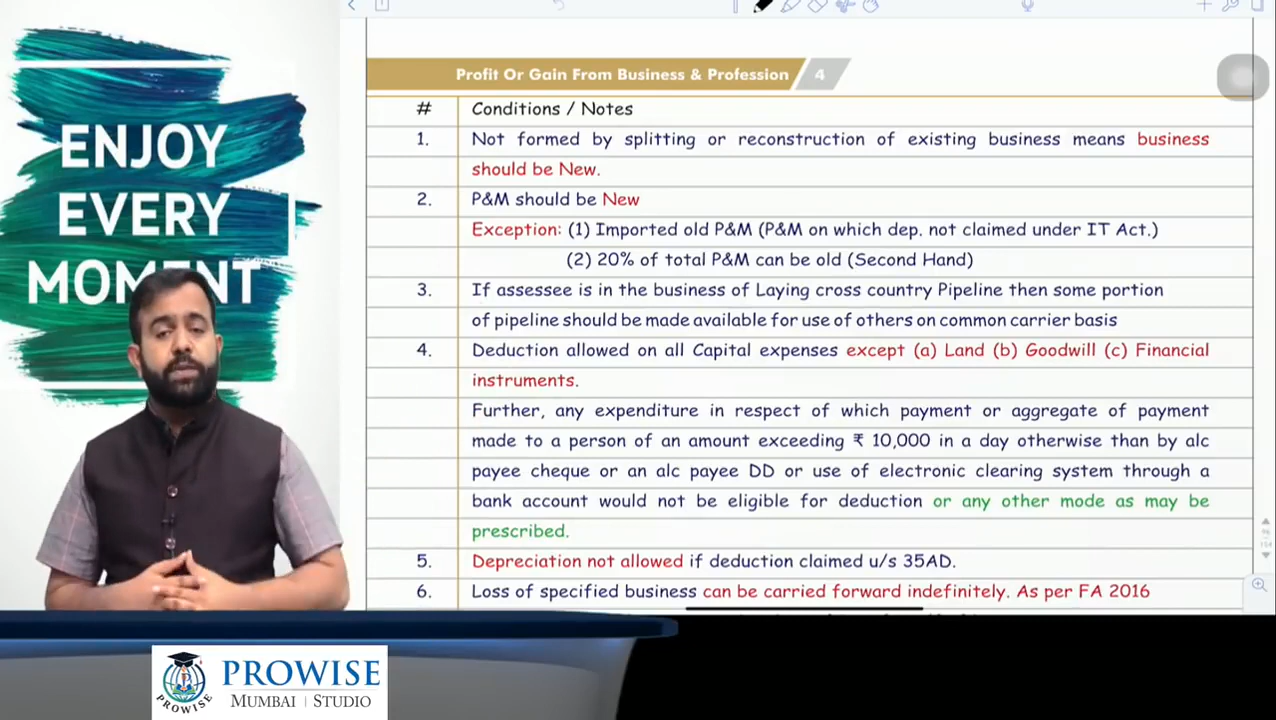 ENJOY
EVERY
MOMENT
Profit Or Gain From Business & Profession 4
# Conditions / Notes
1. Not formed by splitting or reconstruction of existing business means business
should be New.
2. P&M should be New
Exception: (1) Imported old P&M (P&M on which dep. not claimed under IT Act.)
(2) 20% of total P&M can be old (Second Hand)
3. If assessee is in the business of Laying cross country Pipeline then some portion
of pipeline should be made available for use of others on common carrier basis
4. Deduction allowed on all Capital expenses except (a) Land (b) Goodwill (c) Financial
instruments.
Further, any expenditure in respect of which payment or aggregate of payment
made to a person of an amount exceeding ₹ 10,000 in a day otherwise than by alc
payee cheque or an alc payee DD or use of electronic clearing system through a
bank account would not be eligible for deduction or any other mode as may be
prescribed.
5. Depreciation not allowed if deduction claimed u/s 35AD.
6. Loss of specified business can be carried forward indefinitely. As per FA 2016
PROWISE
PROWISE
MUMBAI | STUDIO